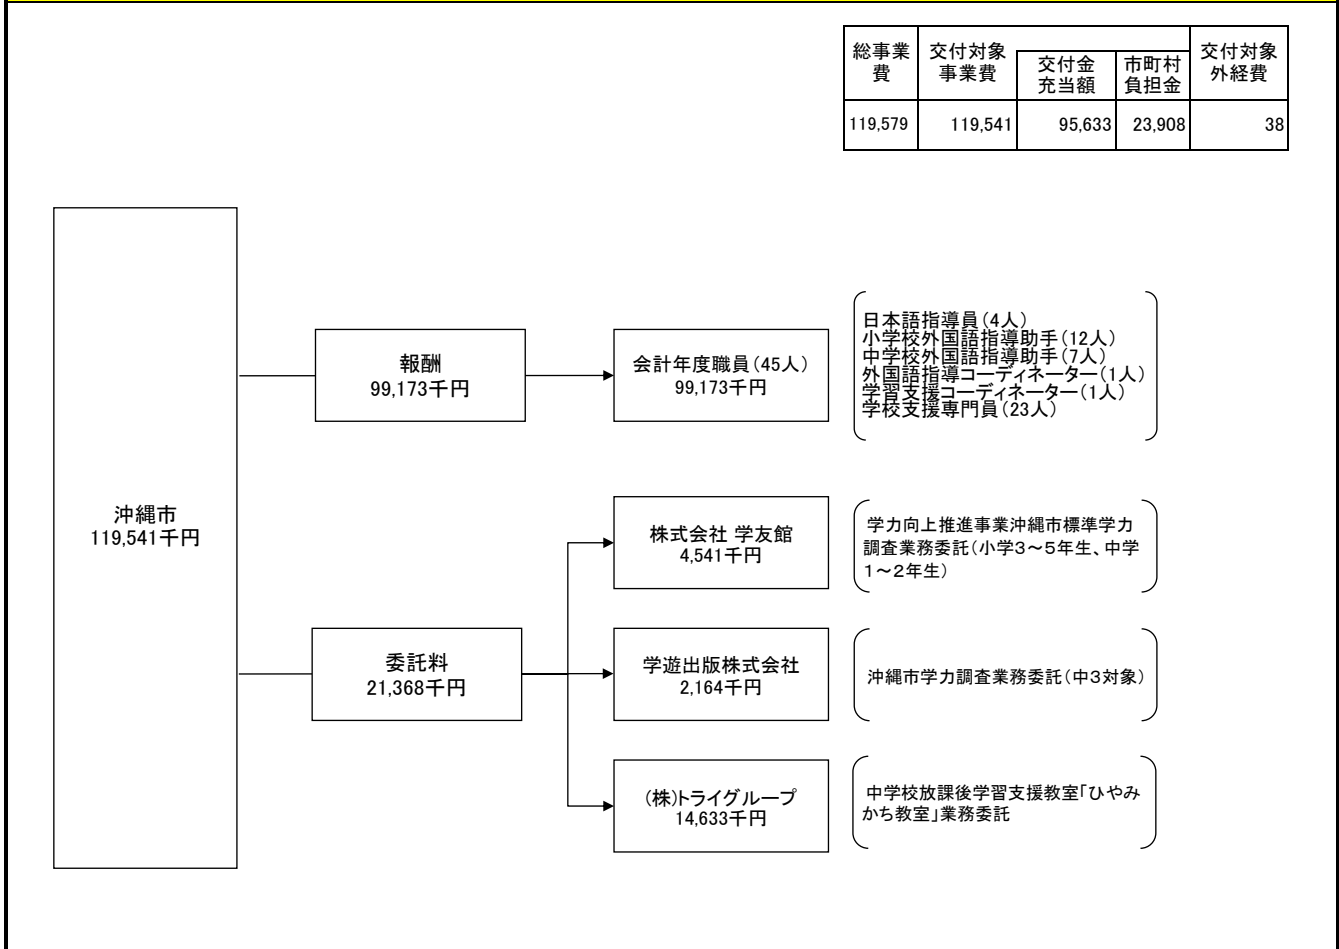 総事業
費
交付対象
事業費
交付金
充当額
市町村
負担金
交付対象
外経費
119,579
119,541
95,633
23,908
38
沖縄市
119,541千円
報酬
99,173千円
会計年度職員(45人)
99,173千円
日本語指導員(4人)
小学校外国語指導助手(12人)
中学校外国語指導助手(7人)
外国語指導コーディネーター(1人)
学習支援コーディネーター(1人)
学校支援専門員(23人)
委託料
21,368千円
株式会社 学友館
4,541千円
学力向上推進事業沖縄市標準学力
調査業務委託(小学3~5年生、中学
1~2年生)
学遊出版株式会社
2,164千円
沖縄市学力調査業務委託(中3対象)
(株)トライグループ
14,633千円
中学校放課後学習支援教室「ひやみ
かち教室」業務委託